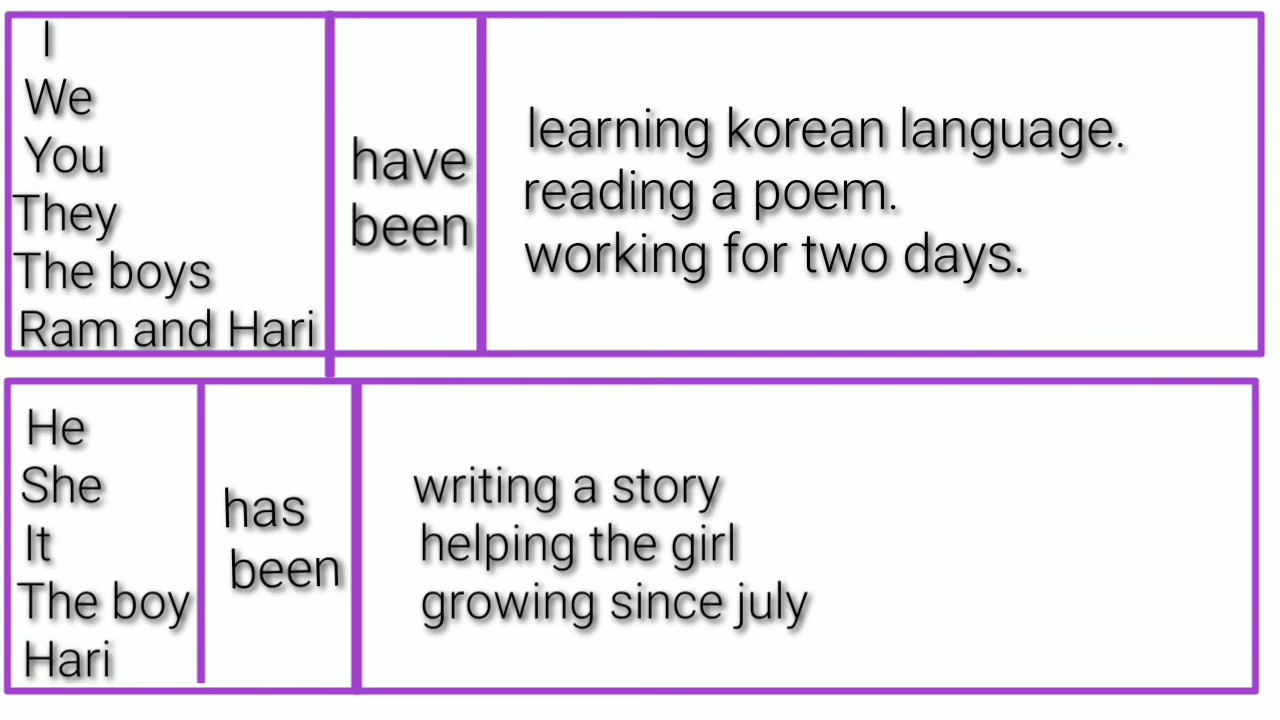 I
We
You
They
The boys
Ram and Hari
have
been
learning korean language.
reading a poem.
working for two days.
He
She
It
The boy
Hari
has
been
writing a story
helping the girl
growing since july